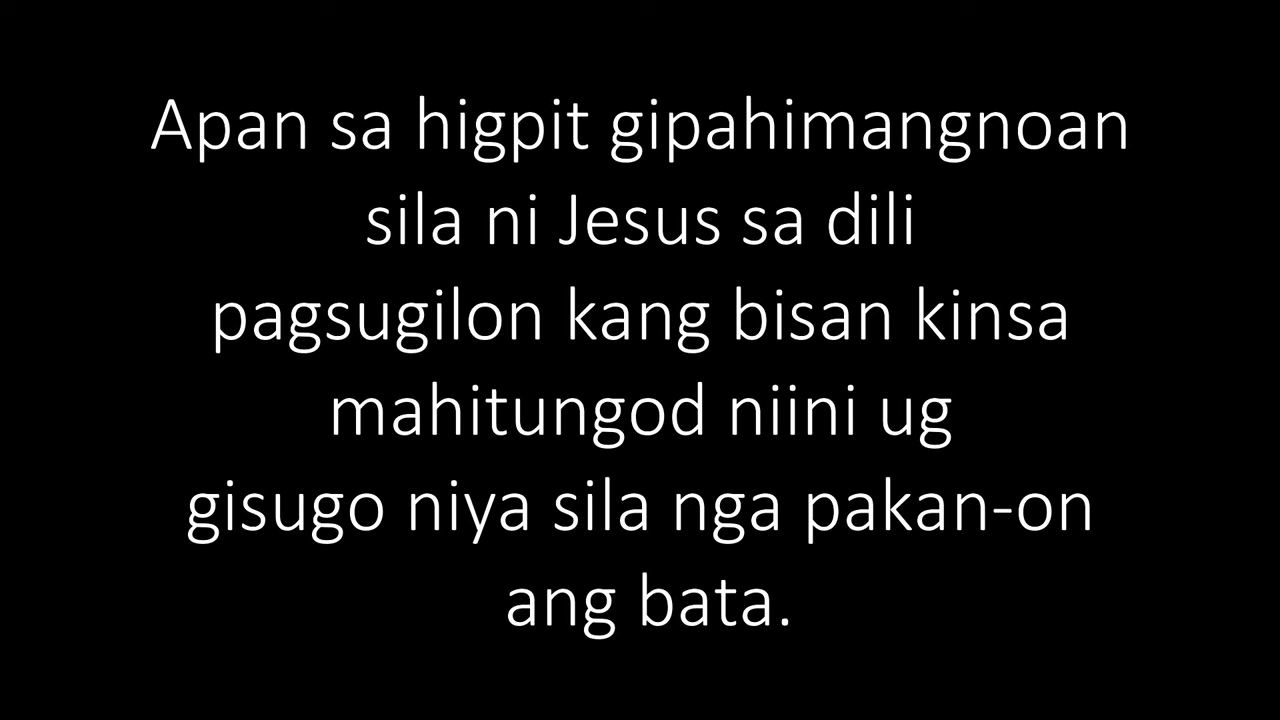 Apan sa higpit gipahimangnoan
sila ni Jesus sa dili
pagsugilon kang bisan kinsa
mahitungod niini ug
gisugo niya sila nga pakan-on
ang bata.